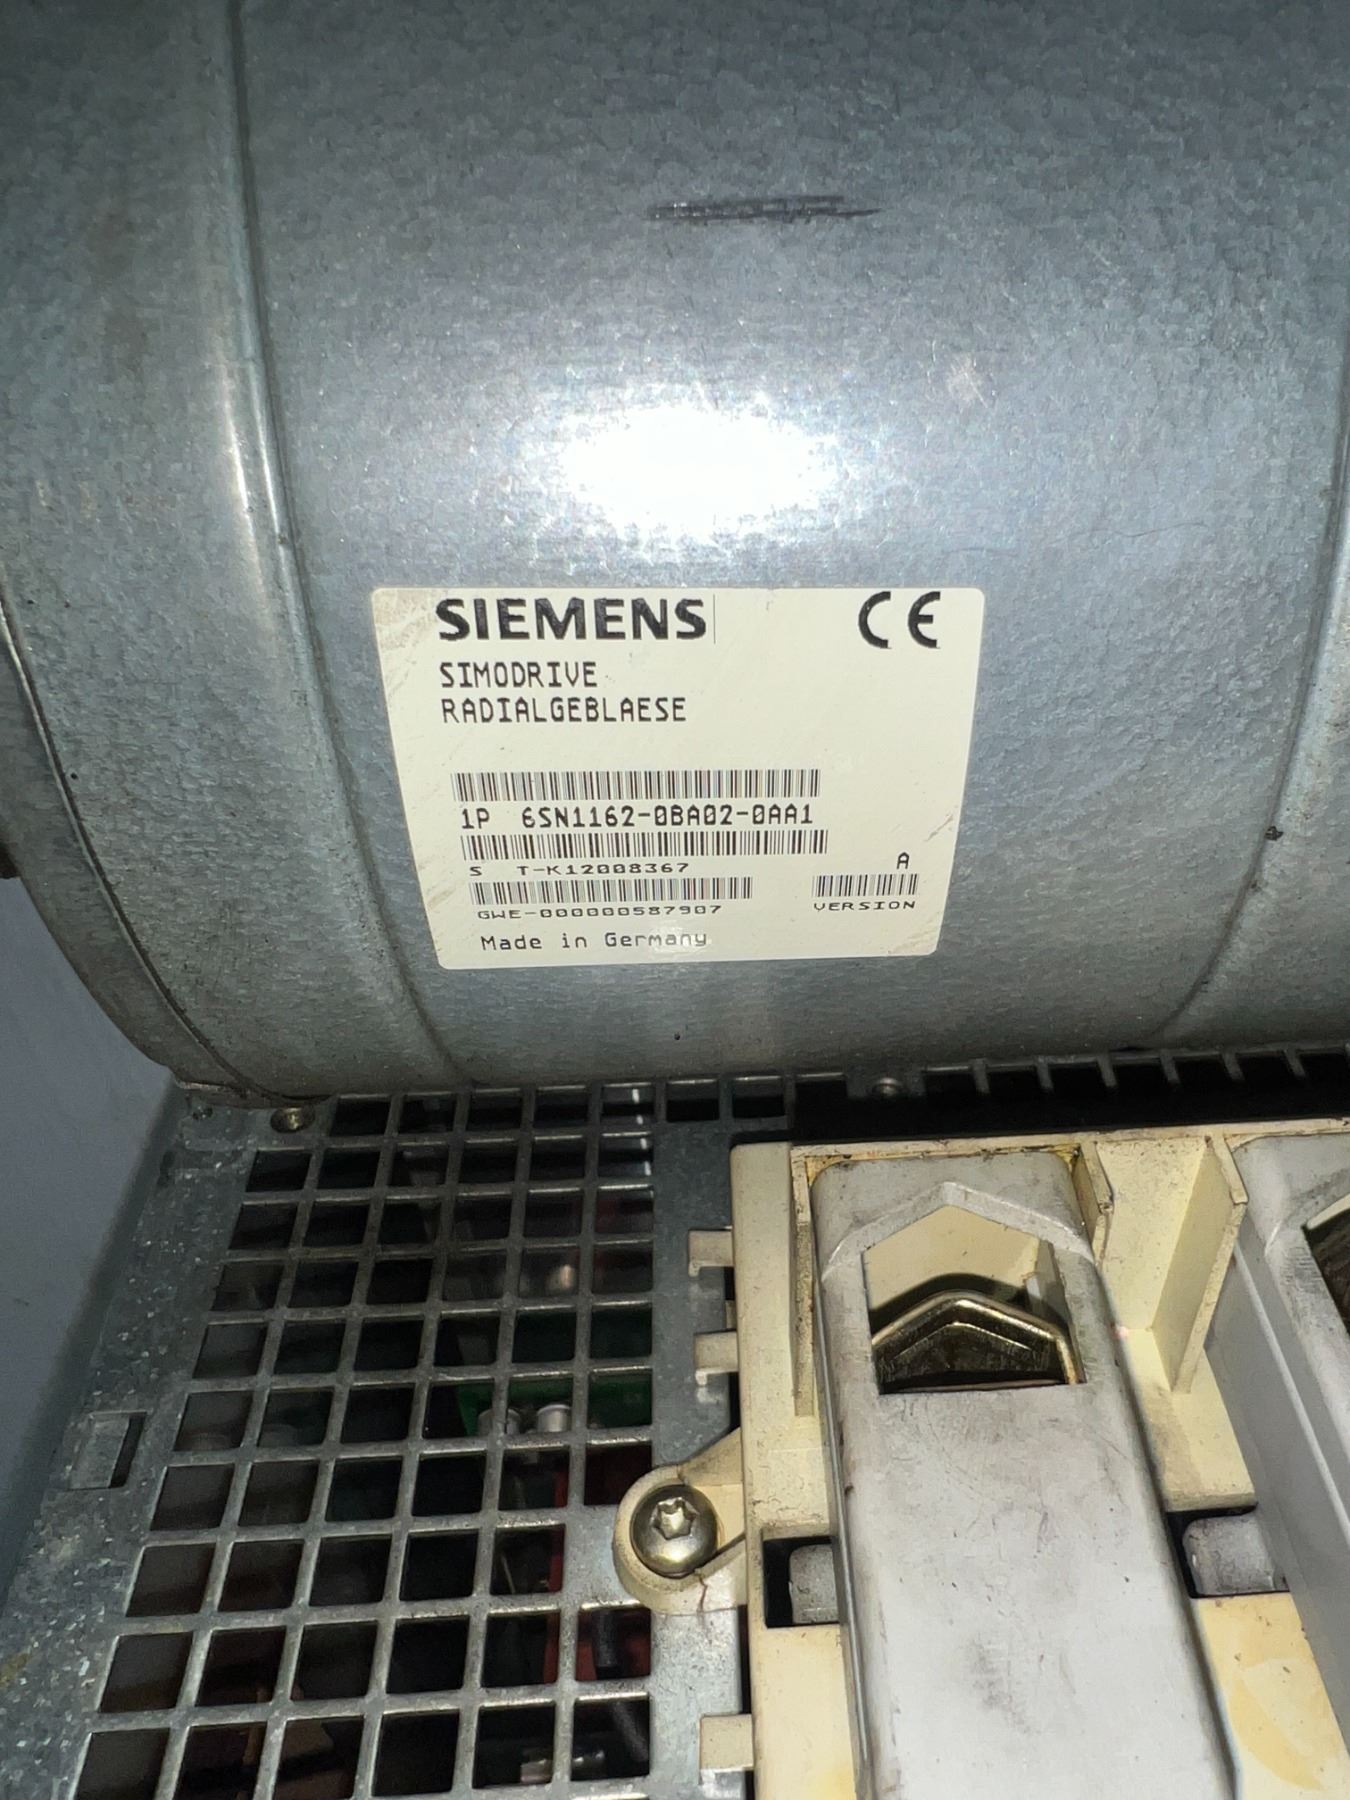 SIEMENS
CE
SIMODRIVE
RADIALGEBLAESE
1P 6SN1162-0BA02-0AA1
S T-K12008367
A
GWE-000000587907
VERSION
Made in Germany